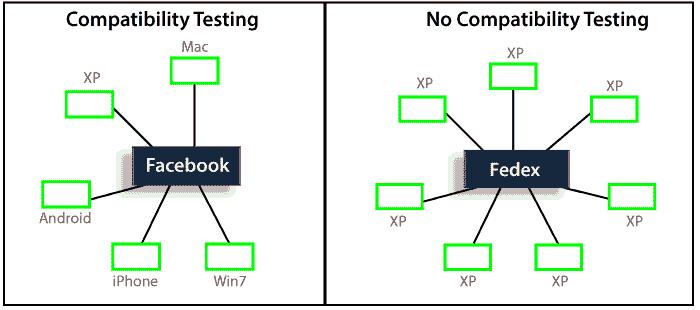 Compatibility Testing
Mac
XP
Facebook
Android
iPhone
Win7
No Compatibility Testing
XP
XP
XP
Fedex
XP
XP
XP
XP